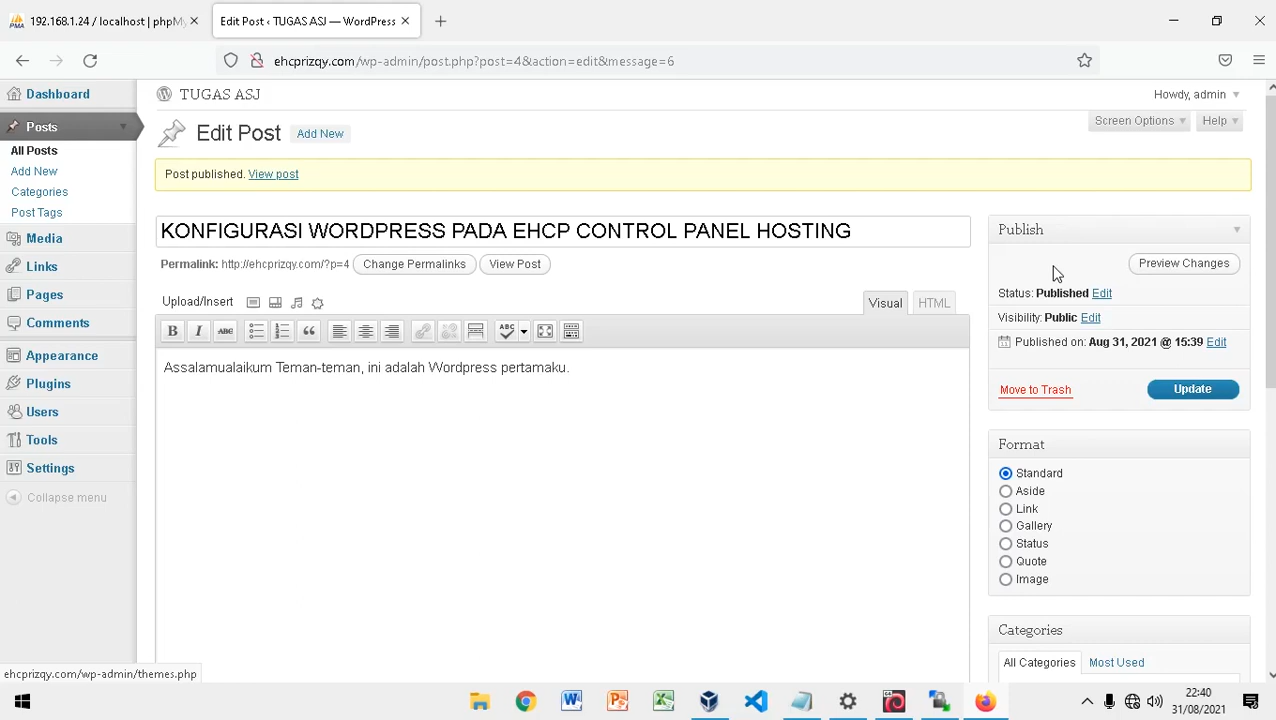 192.168.1.24 / localhost | phpMy
Edit Post ‹ TUGAS ASJ — WordPress
ehcprizqy.com/wp-admin/post.php?post=4&action=edit&message=6
Dashboard
Posts
All Posts
Add New
Categories
Post Tags
Media
Links
Pages
Comments
Appearance
Plugins
Users
Tools
Settings
Collapse menu
TUGAS ASJ
Howdy, admin
Edit Post
Add New
Screen Options
Help
Post published. View post
KONFIGURASI WORDPRESS PADA EHCP CONTROL PANEL HOSTING
Permalink: http://ehcprizqy.com/?p=4
Change Permalinks
View Post
Upload/Insert
Visual
HTML
B
I
ABC
ABC
Assalamualaikum Teman-teman, ini adalah Wordpress pertamaku.
Publish
Preview Changes
Status: Published Edit
Visibility: Public Edit
Published on: Aug 31, 2021 @ 15:39 Edit
Move to Trash
Update
Format
Standard
Aside
Link
Gallery
Status
Quote
Image
Categories
All Categories
Most Used
ehcprizqy.com/wp-admin/themes.php
22:40
31/08/2021